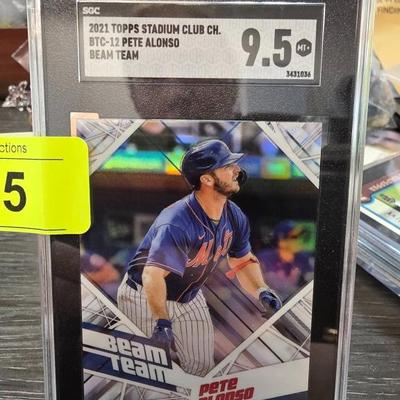 SGC
2021 TOPPS STADIUM CLUB CH.
BTC-12 PETE ALONSO
BEAM TEAM
9.5
MT+
3431036
ctions
5
Mets
BEAM
TEAM
PETE
ALONSO